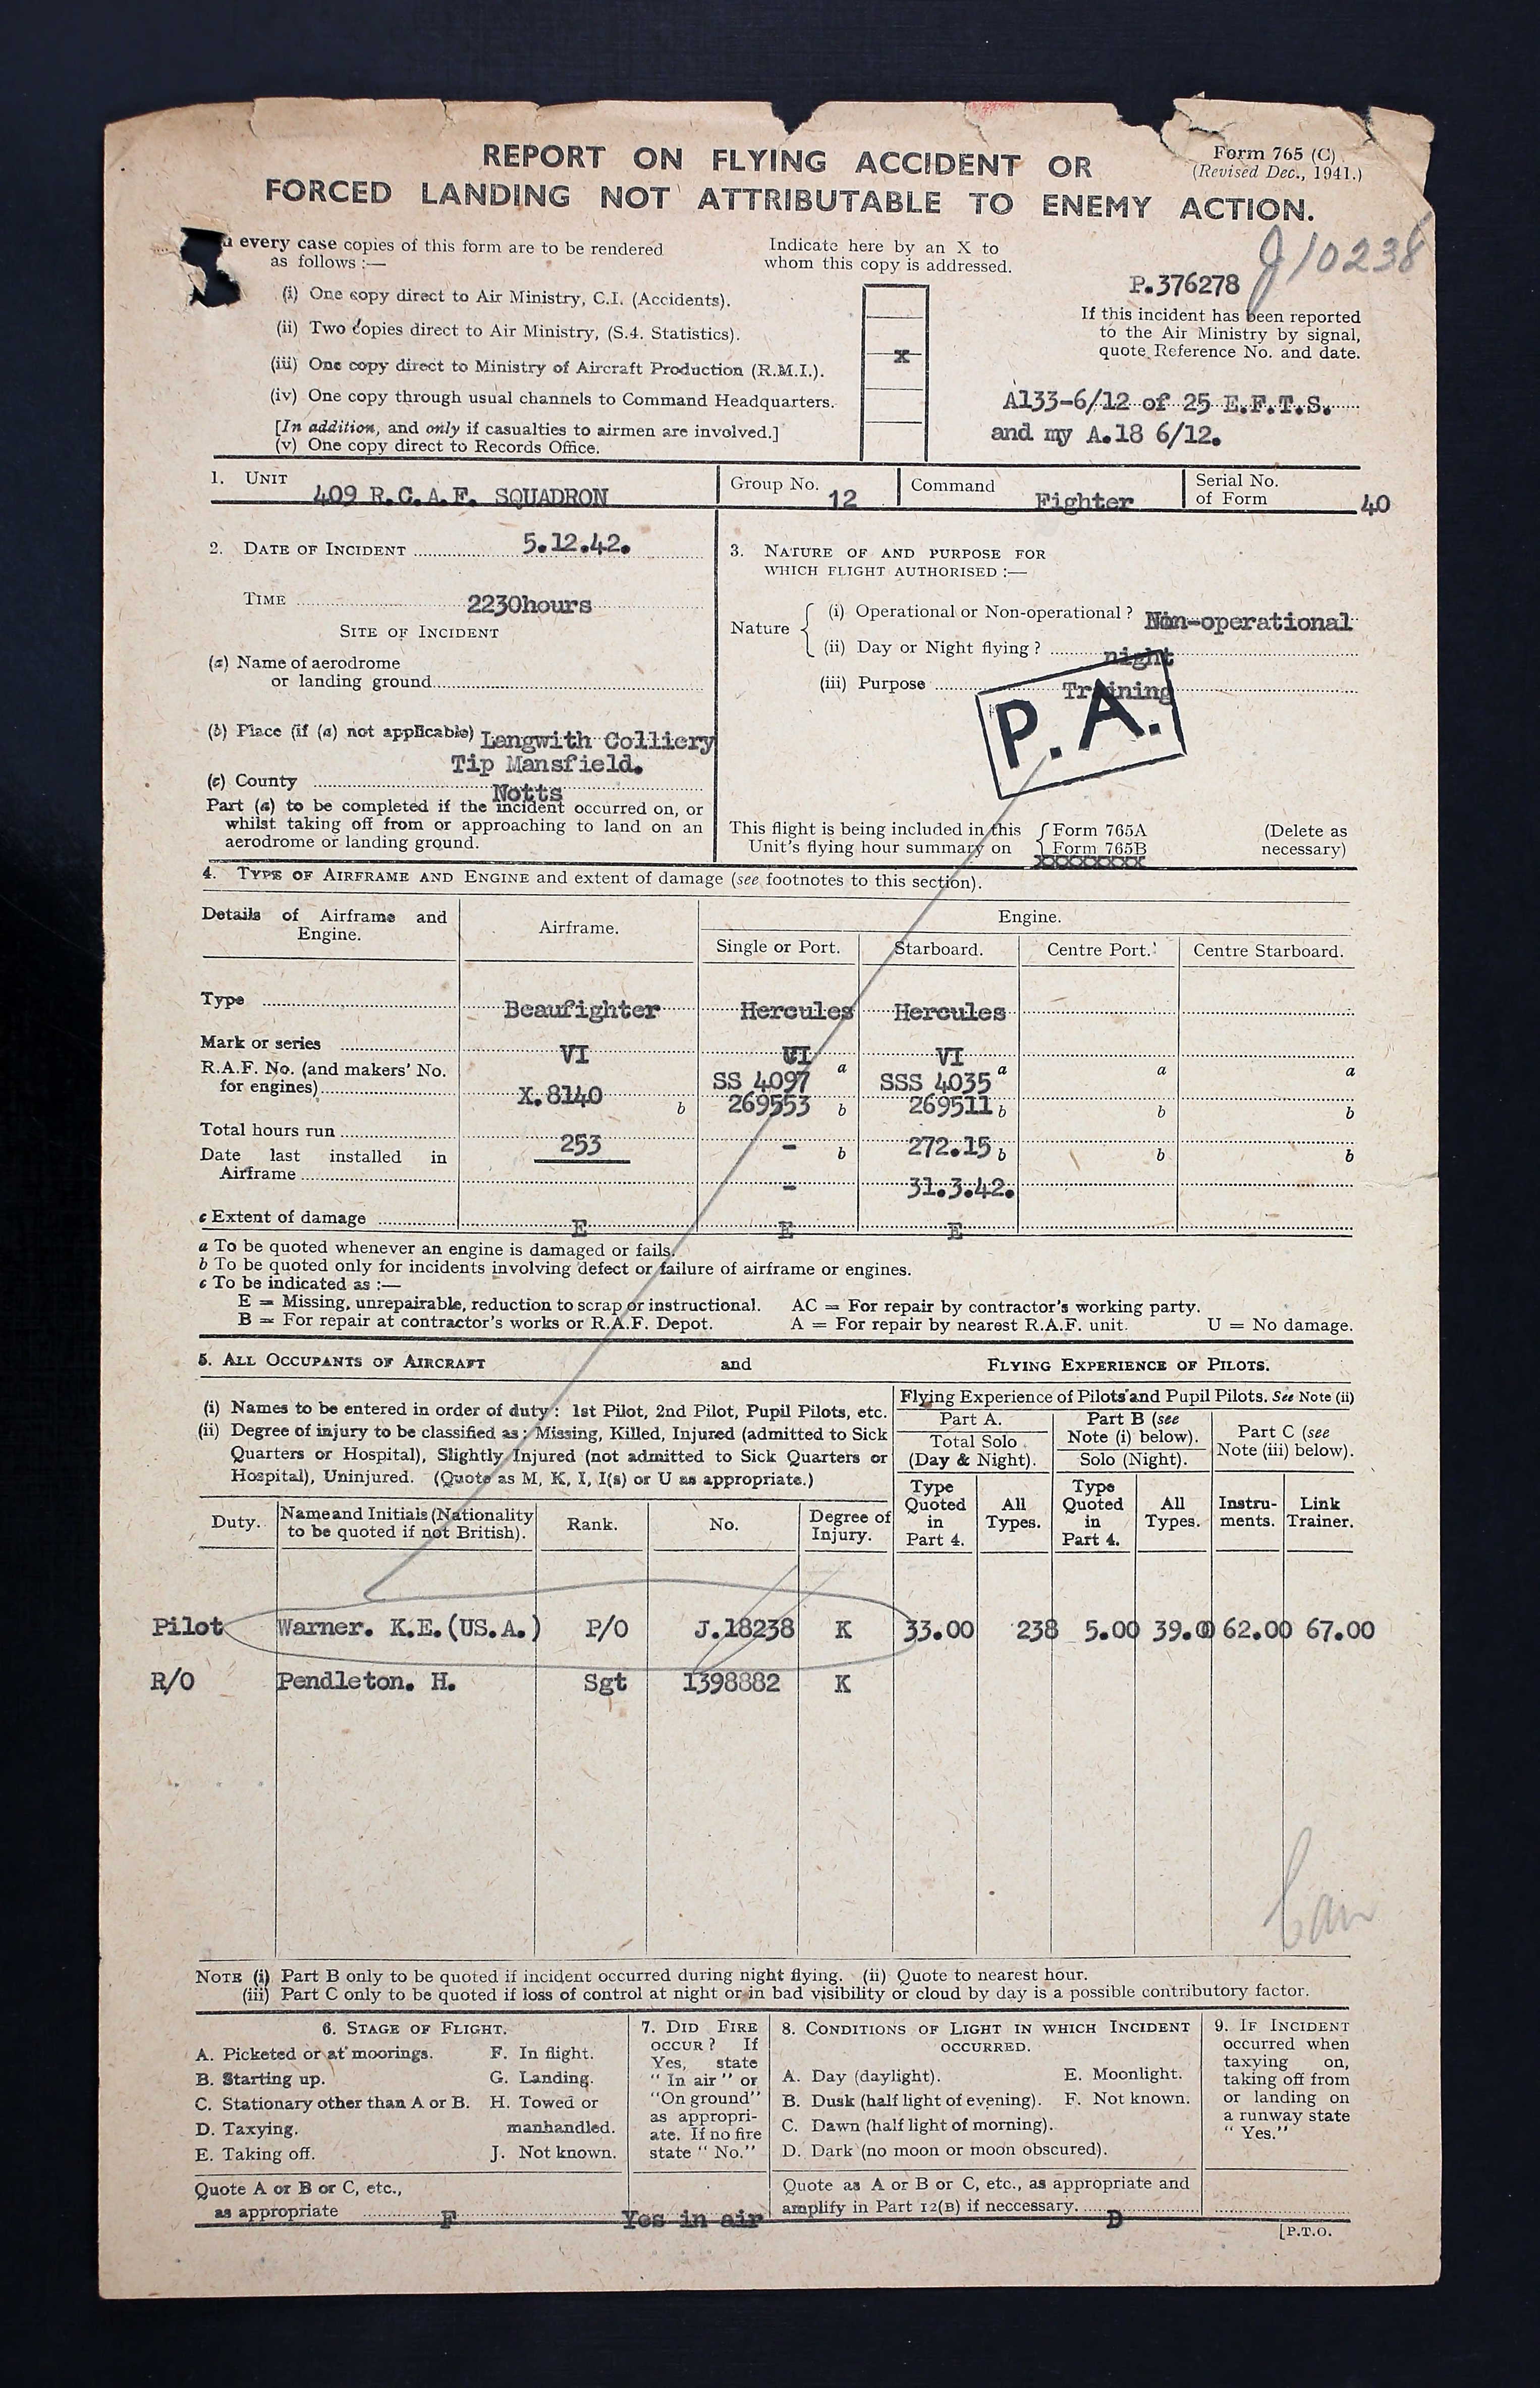 REPORT ON FLYING ACCIDENT OR
FORCED LANDING NOT ATTRIBUTABLE TO ENEMY ACTION.
Form 765 (C)
(Revised Dec., 1941.)
J10238
every case copies of this form are to be rendered
as follows :—
Indicate here by an X to
whom this copy is addressed.
P.376278
(i) One copy direct to Air Ministry, C.I. (Accidents).
(ii) Two copies direct to Air Ministry, (S.4. Statistics).
(iii) One copy direct to Ministry of Aircraft Production (R.M.I.).
x
(iv) One copy through usual channels to Command Headquarters.
[In addition, and only if casualties to airmen are involved.]
(v) One copy direct to Records Office.
If this incident has been reported
to the Air Ministry by signal,
quote Reference No. and date.
A133-6/12 of 25 E.F.T.S.
and my A.18 6/12.
1. UNIT 409 R.C.A.F. SQUADRON
Group No. 12
Command Fighter
Serial No.
of Form 40
2. DATE OF INCIDENT 5.12.42.
TIME 2230hours
SITE OF INCIDENT
(a) Name of aerodrome
or landing ground
(b) Place (if (a) not applicable) Langwith Colliery
Tip Mansfield.
(c) County Notts
Part (a) to be completed if the incident occurred on, or
whilst taking off from or approaching to land on an
aerodrome or landing ground.
3. NATURE OF AND PURPOSE FOR
WHICH FLIGHT AUTHORISED :—
Nature
(i) Operational or Non-operational ? Non-operational
(ii) Day or Night flying ? night
(iii) Purpose Training
P.A.
This flight is being included in this
Unit's flying hour summary on
Form 765A
Form 765B
XXXXXXXX
(Delete as
necessary)
4. TYPE OF AIRFRAME AND ENGINE and extent of damage (see footnotes to this section).
Details of Airframe and
Engine.
Airframe.
Engine.
Single or Port. Starboard. Centre Port. Centre Starboard.
Type Beaufighter Hercules Hercules
Mark or series VI VI VI
R.A.F. No. (and makers' No.
for engines) X.8140 b SS 4097 a SSS 4035 a a a
269553 b 269511 b b b
Total hours run 253 - b 272.15 b b b
Date last installed in
Airframe - 31.3.42.
c Extent of damage E E E
a To be quoted whenever an engine is damaged or fails.
b To be quoted only for incidents involving defect or failure of airframe or engines.
c To be indicated as :—
E = Missing, unrepairable, reduction to scrap or instructional. AC = For repair by contractor's working party.
B = For repair at contractor's works or R.A.F. Depot. A = For repair by nearest R.A.F. unit. U = No damage.
5. ALL OCCUPANTS OF AIRCRAFT and FLYING EXPERIENCE OF PILOTS.
(i) Names to be entered in order of duty : 1st Pilot, 2nd Pilot, Pupil Pilots, etc.
(ii) Degree of injury to be classified as : Missing, Killed, Injured (admitted to Sick
Quarters or Hospital), Slightly Injured (not admitted to Sick Quarters or
Hospital), Uninjured. (Quote as M, K, I, I(s) or U as appropriate.)
Flying Experience of Pilots and Pupil Pilots. See Note (ii)
Part A.
Total Solo
(Day & Night).
Part B (see
Note (i) below).
Solo (Night).
Part C (see
Note (iii) below).
Duty.
Name and Initials (Nationality
to be quoted if not British).
Rank.
No.
Degree of
Injury.
Type
Quoted
in
Part 4.
All
Types.
Type
Quoted
in
Part 4.
All
Types.
Instru-
ments.
Link
Trainer.
Pilot Warner. K.E.(US.A.) P/O J.18238 K 33.00 238 5.00 39.00 62.00 67.00
R/O Pendleton. H. Sgt 1398882 K
Can
NOTE (i) Part B only to be quoted if incident occurred during night flying. (ii) Quote to nearest hour.
(iii) Part C only to be quoted if loss of control at night or in bad visibility or cloud by day is a possible contributory factor.
6. STAGE OF FLIGHT.
A. Picketed or at moorings. F. In flight.
B. Starting up. G. Landing.
C. Stationary other than A or B. H. Towed or
D. Taxying. manhandled.
E. Taking off. J. Not known.
Quote A or B or C, etc.,
as appropriate F
7. DID FIRE
OCCUR ? If
Yes, state
"In air" or
"On ground"
as appropri-
ate. If no fire
state "No."
Yes in air
8. CONDITIONS OF LIGHT IN WHICH INCIDENT
OCCURRED.
A. Day (daylight). E. Moonlight.
B. Dusk (half light of evening). F. Not known.
C. Dawn (half light of morning).
D. Dark (no moon or moon obscured).
Quote as A or B or C, etc., as appropriate and
amplify in Part 12(B) if neccessary. D
9. IF INCIDENT
occurred when
taxying on,
taking off from
or landing on
a runway state
"Yes."
[P.T.O.